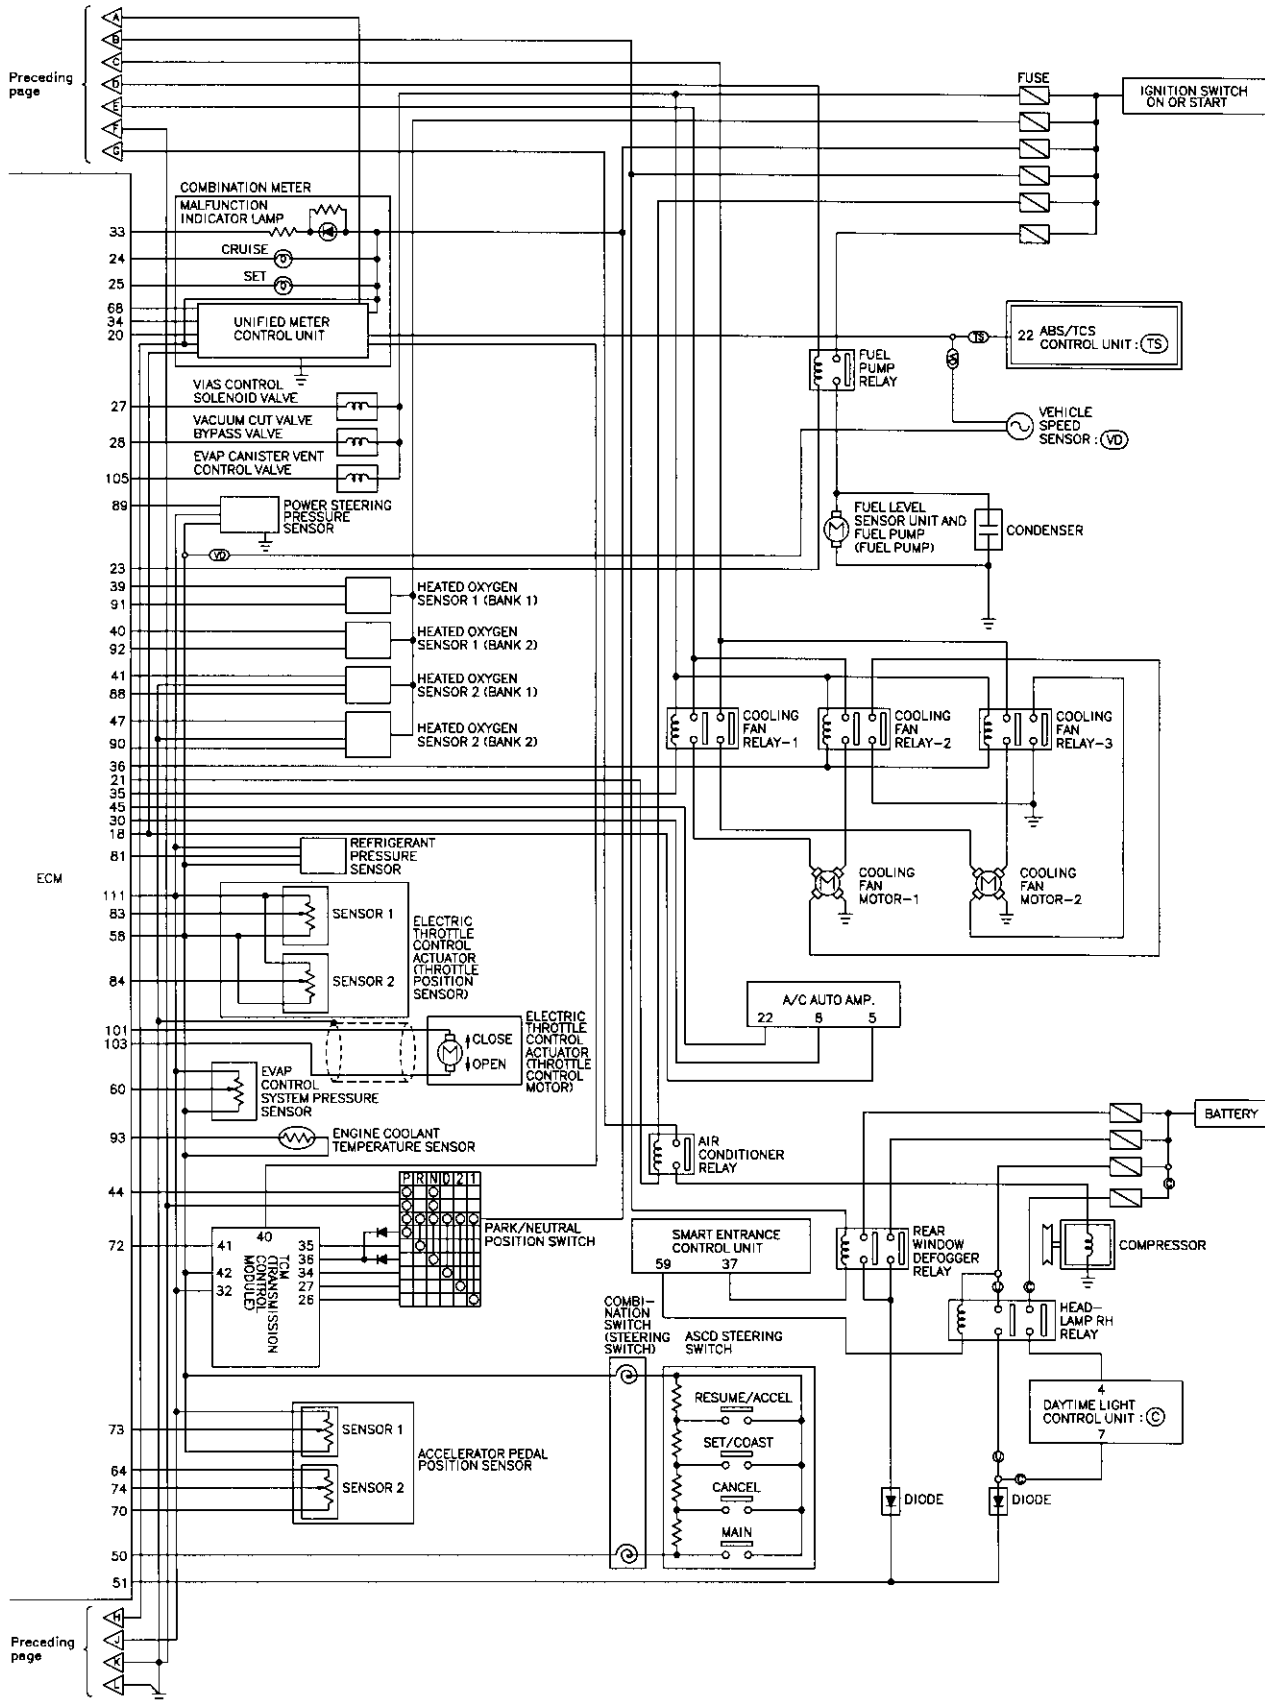 A
B
C
D
E
F
G
Preceding
page
FUSE
IGNITION SWITCH
ON OR START
COMBINATION METER
MALFUNCTION
INDICATOR LAMP
33
CRUISE
24
SET
25
68
34
20
UNIFIED METER
CONTROL UNIT
TS
22 ABS/TCS
CONTROL UNIT : TS
FUEL
PUMP
RELAY
VIAS CONTROL
SOLENOID VALVE
27
VACUUM CUT VALVE
BYPASS VALVE
28
EVAP CANISTER VENT
CONTROL VALVE
105
VEHICLE
SPEED
SENSOR : VD
89
POWER STEERING
PRESSURE
SENSOR
VD
FUEL LEVEL
SENSOR UNIT AND
FUEL PUMP
(FUEL PUMP)
M
CONDENSER
23
39
91
HEATED OXYGEN
SENSOR 1 (BANK 1)
40
92
HEATED OXYGEN
SENSOR 1 (BANK 2)
41
88
HEATED OXYGEN
SENSOR 2 (BANK 1)
47
90
HEATED OXYGEN
SENSOR 2 (BANK 2)
COOLING
FAN
RELAY-1
COOLING
FAN
RELAY-2
COOLING
FAN
RELAY-3
36
21
35
45
30
18
81
REFRIGERANT
PRESSURE
SENSOR
ECM
M
COOLING
FAN
MOTOR-1
M
COOLING
FAN
MOTOR-2
111
83
58
84
SENSOR 1
SENSOR 2
ELECTRIC
THROTTLE
CONTROL
ACTUATOR
(THROTTLE
POSITION
SENSOR)
A/C AUTO AMP.
22 8 5
101
103
M
CLOSE
OPEN
ELECTRIC
THROTTLE
CONTROL
ACTUATOR
(THROTTLE
CONTROL
MOTOR)
60
EVAP
CONTROL
SYSTEM PRESSURE
SENSOR
BATTERY
93
ENGINE COOLANT
TEMPERATURE SENSOR
AIR
CONDITIONER
RELAY
C
44
P R N D 2 1
PARK/NEUTRAL
POSITION SWITCH
72
40
41
42
32
TCM
(TRANSMISSION
CONTROL
MODULE)
35
36
34
27
26
SMART ENTRANCE
CONTROL UNIT
59 37
REAR
WINDOW
DEFOGGER
RELAY
COMPRESSOR
U
C
COMBI-
NATION
SWITCH
(STEERING
SWITCH)
ASCD STEERING
SWITCH
HEAD-
LAMP RH
RELAY
RESUME/ACCEL
SET/COAST
CANCEL
MAIN
4
DAYTIME LIGHT
CONTROL UNIT : C
7
U
C
73
SENSOR 1
64
74
70
SENSOR 2
ACCELERATOR PEDAL
POSITION SENSOR
DIODE
DIODE
50
51
H
J
K
L
Preceding
page